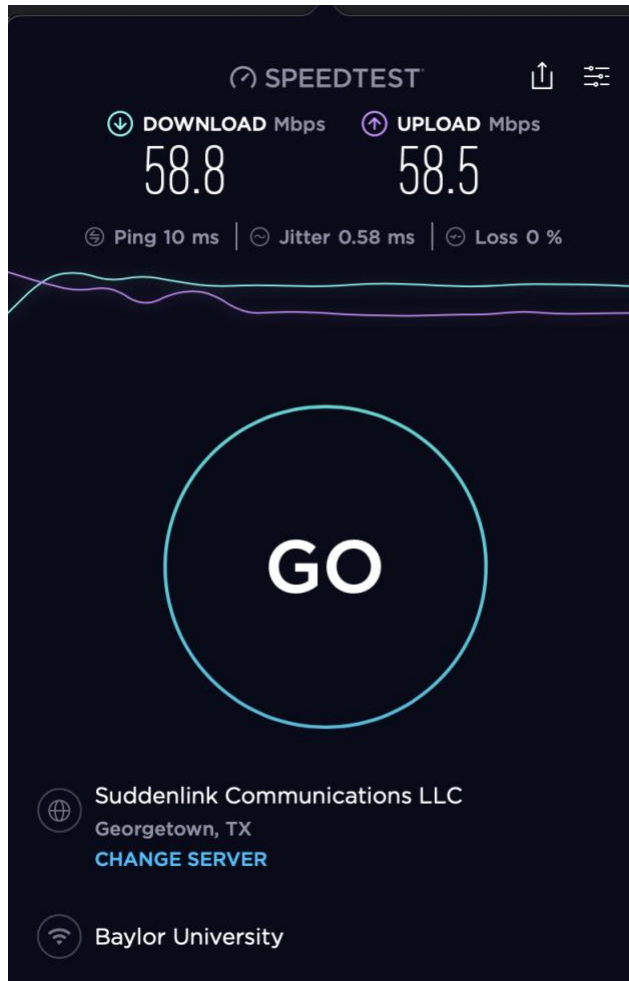 SPEEDTEST
DOWNLOAD Mbps UPLOAD Mbps
58.8 58.5
Ping 10 ms Jitter 0.58 ms Loss 0 %
GO
Suddenlink Communications LLC
Georgetown, TX
CHANGE SERVER
Baylor University